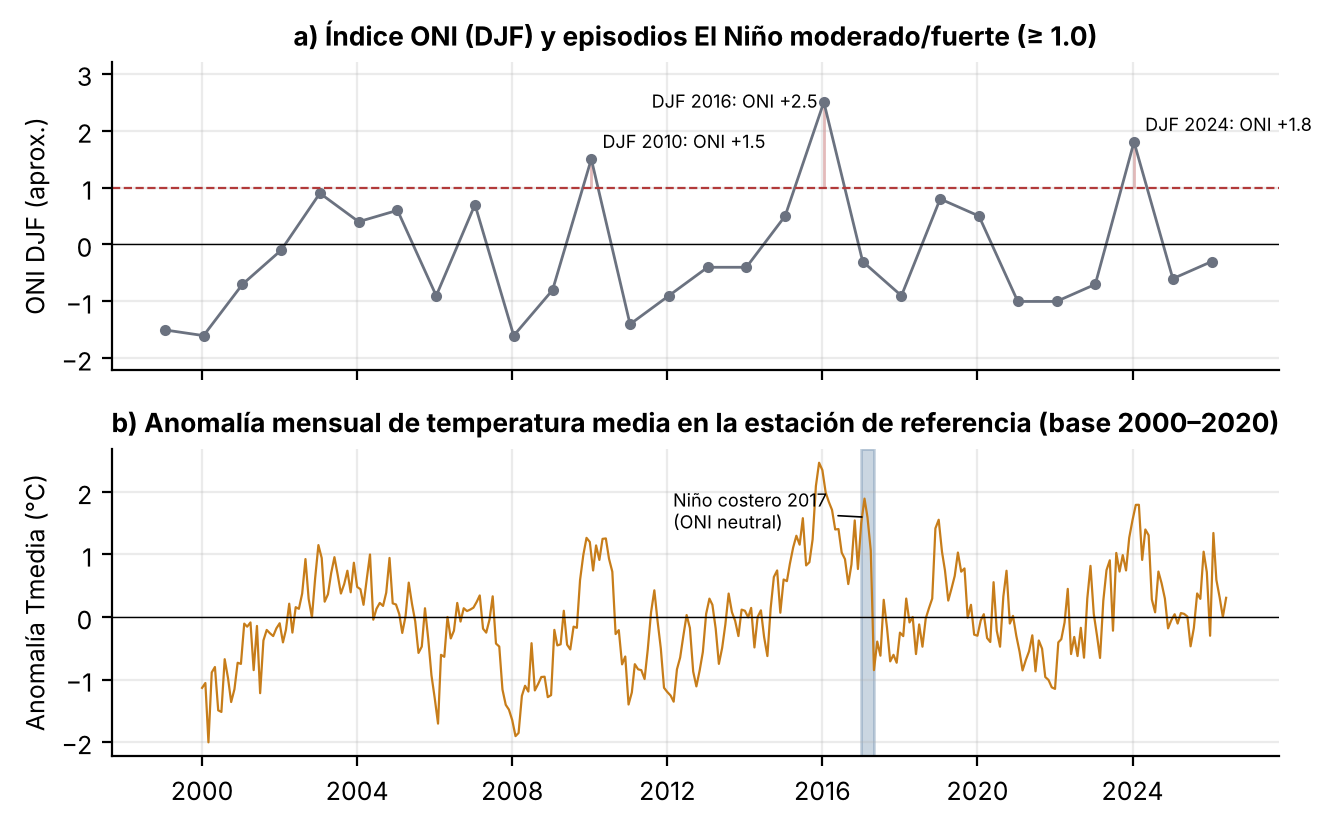 a) Índice ONI (DJF) y episodios El Niño moderado/fuerte (≥ 1.0)
ONI DJF (aprox.)
3
2
1
0
−1
−2
DJF 2010: ONI +1.5
DJF 2016: ONI +2.5
DJF 2024: ONI +1.8
b) Anomalía mensual de temperatura media en la estación de referencia (base 2000–2020)
Anomalía Tmedia (°C)
2
1
0
−1
−2
Niño costero 2017
(ONI neutral)
2000
2004
2008
2012
2016
2020
2024